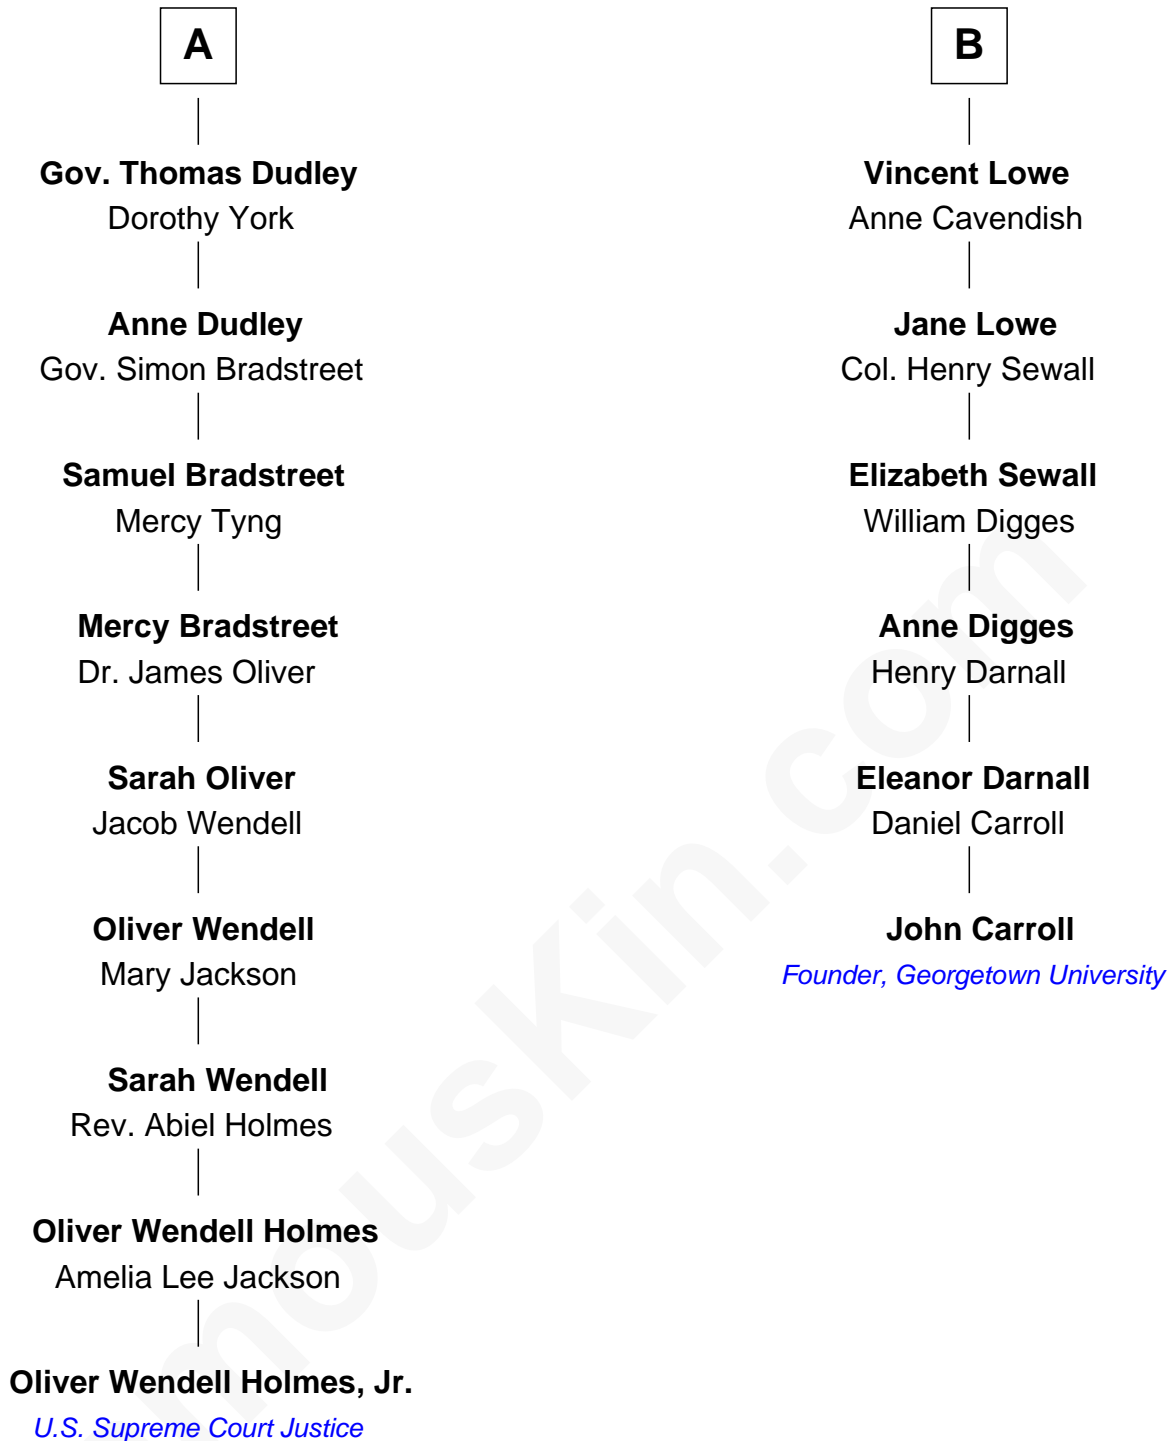 A
Gov. Thomas Dudley
Dorothy York
Anne Dudley
Gov. Simon Bradstreet
Samuel Bradstreet
Mercy Tyng
Mercy Bradstreet
Dr. James Oliver
Sarah Oliver
Jacob Wendell
Oliver Wendell
Mary Jackson
Sarah Wendell
Rev. Abiel Holmes
Oliver Wendell Holmes
Amelia Lee Jackson
Oliver Wendell Holmes, Jr.
U.S. Supreme Court Justice
B
Vincent Lowe
Anne Cavendish
Jane Lowe
Col. Henry Sewall
Elizabeth Sewall
William Digges
Anne Digges
Henry Darnall
Eleanor Darnall
Daniel Carroll
John Carroll
Founder, Georgetown University
mouskin.com